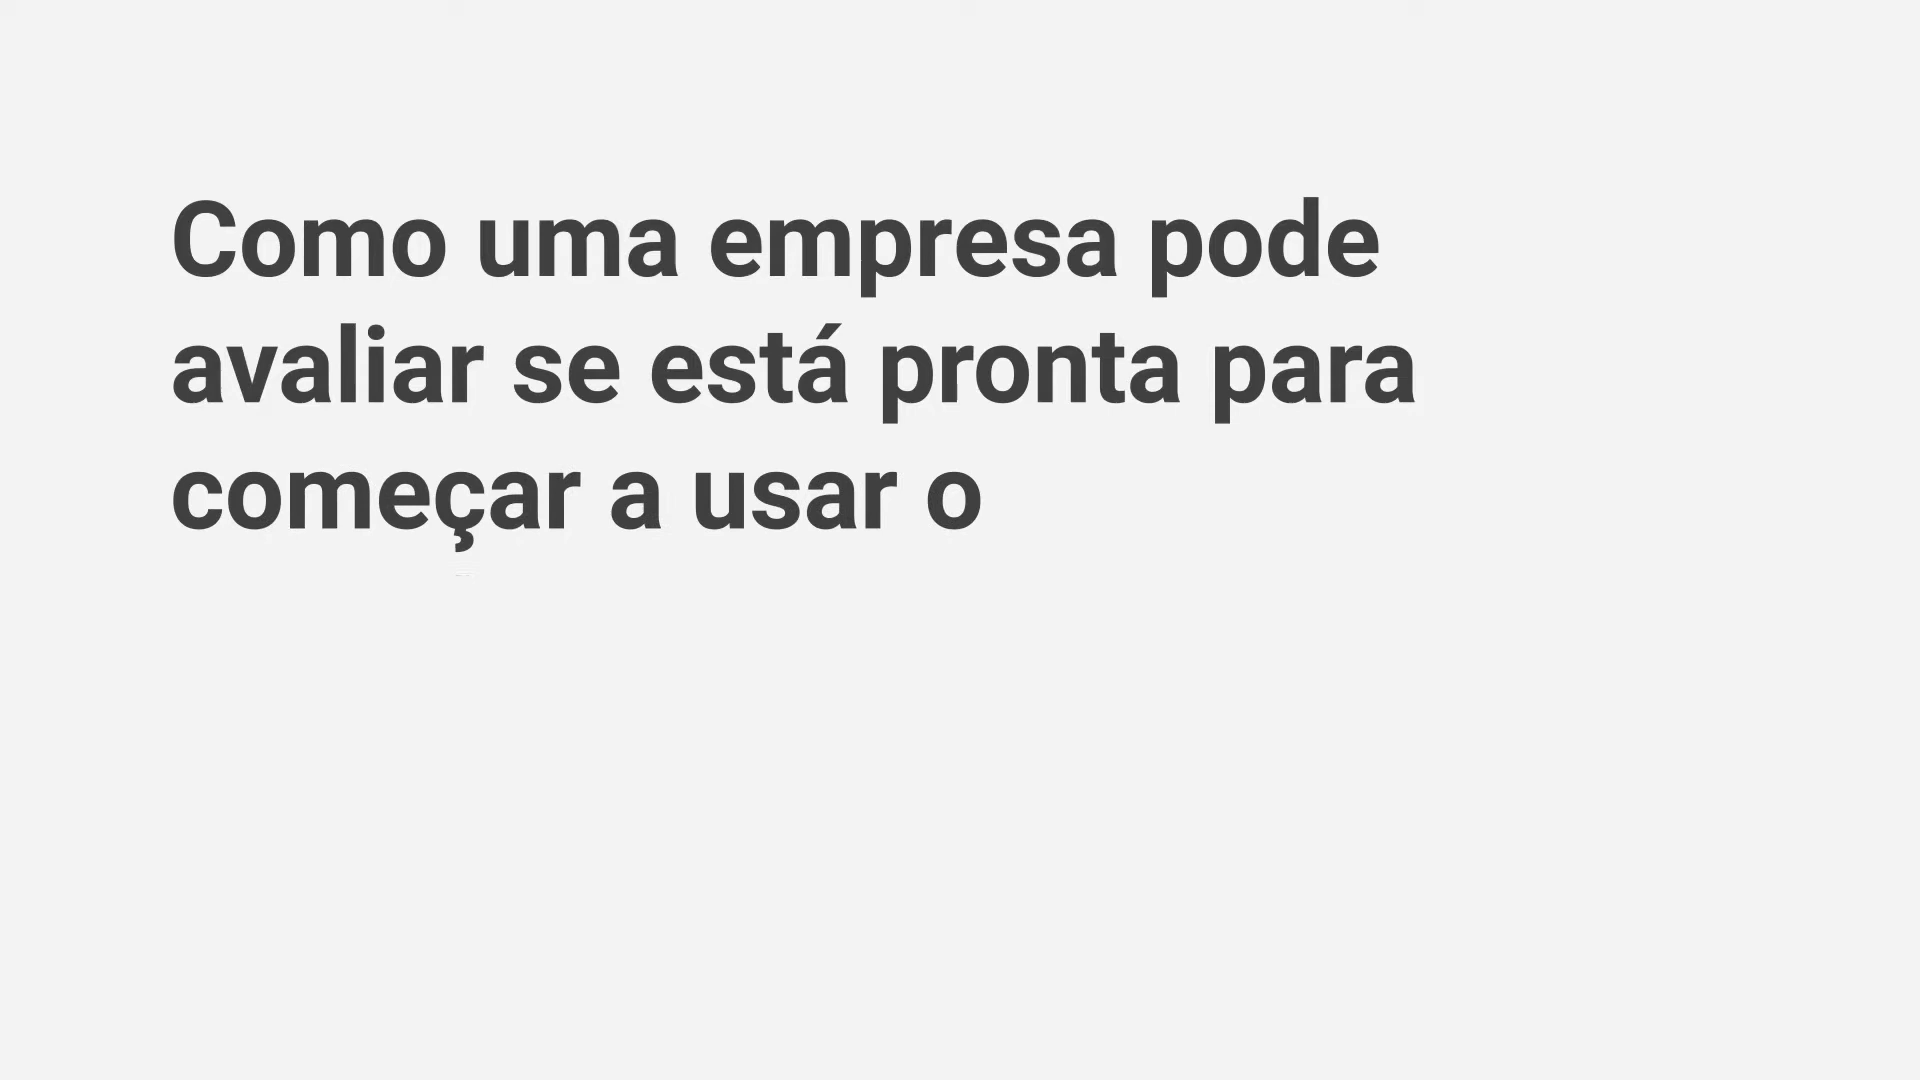 Como uma empresa pode
avaliar se está pronta para
começar a usar o